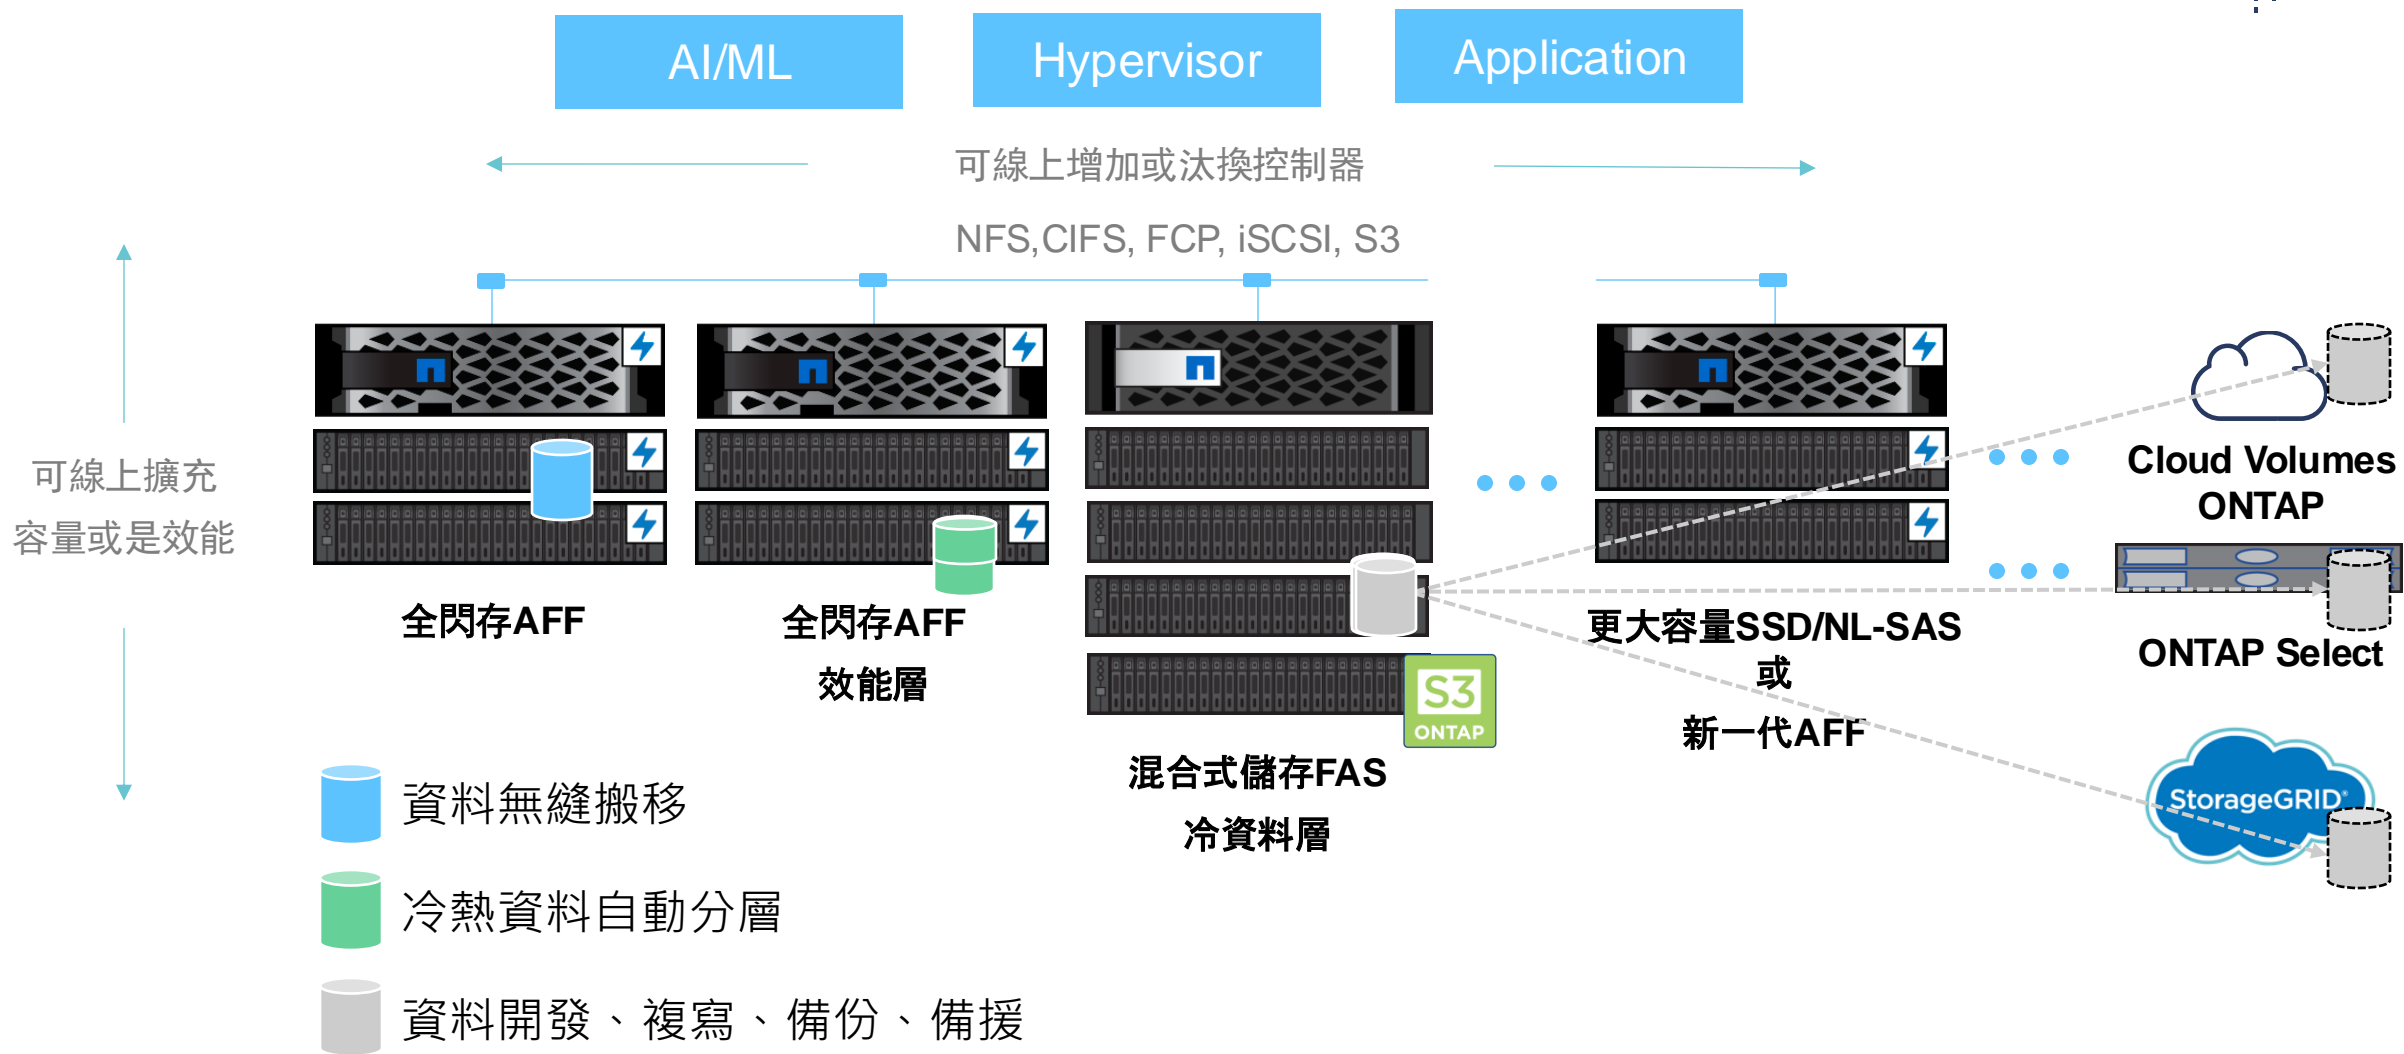 AI/ML
Hypervisor
Application
可線上增加或汰換控制器
NFS,CIFS, FCP, iSCSI, S3
可線上擴充
容量或是效能
全閃存AFF
全閃存AFF
效能層
S3
ONTAP
混合式儲存FAS
冷資料層
更大容量SSD/NL-SAS
或
新一代AFF
Cloud Volumes
ONTAP
ONTAP Select
StorageGRID®
資料無縫搬移
冷熱資料自動分層
資料開發、複寫、備份、備援